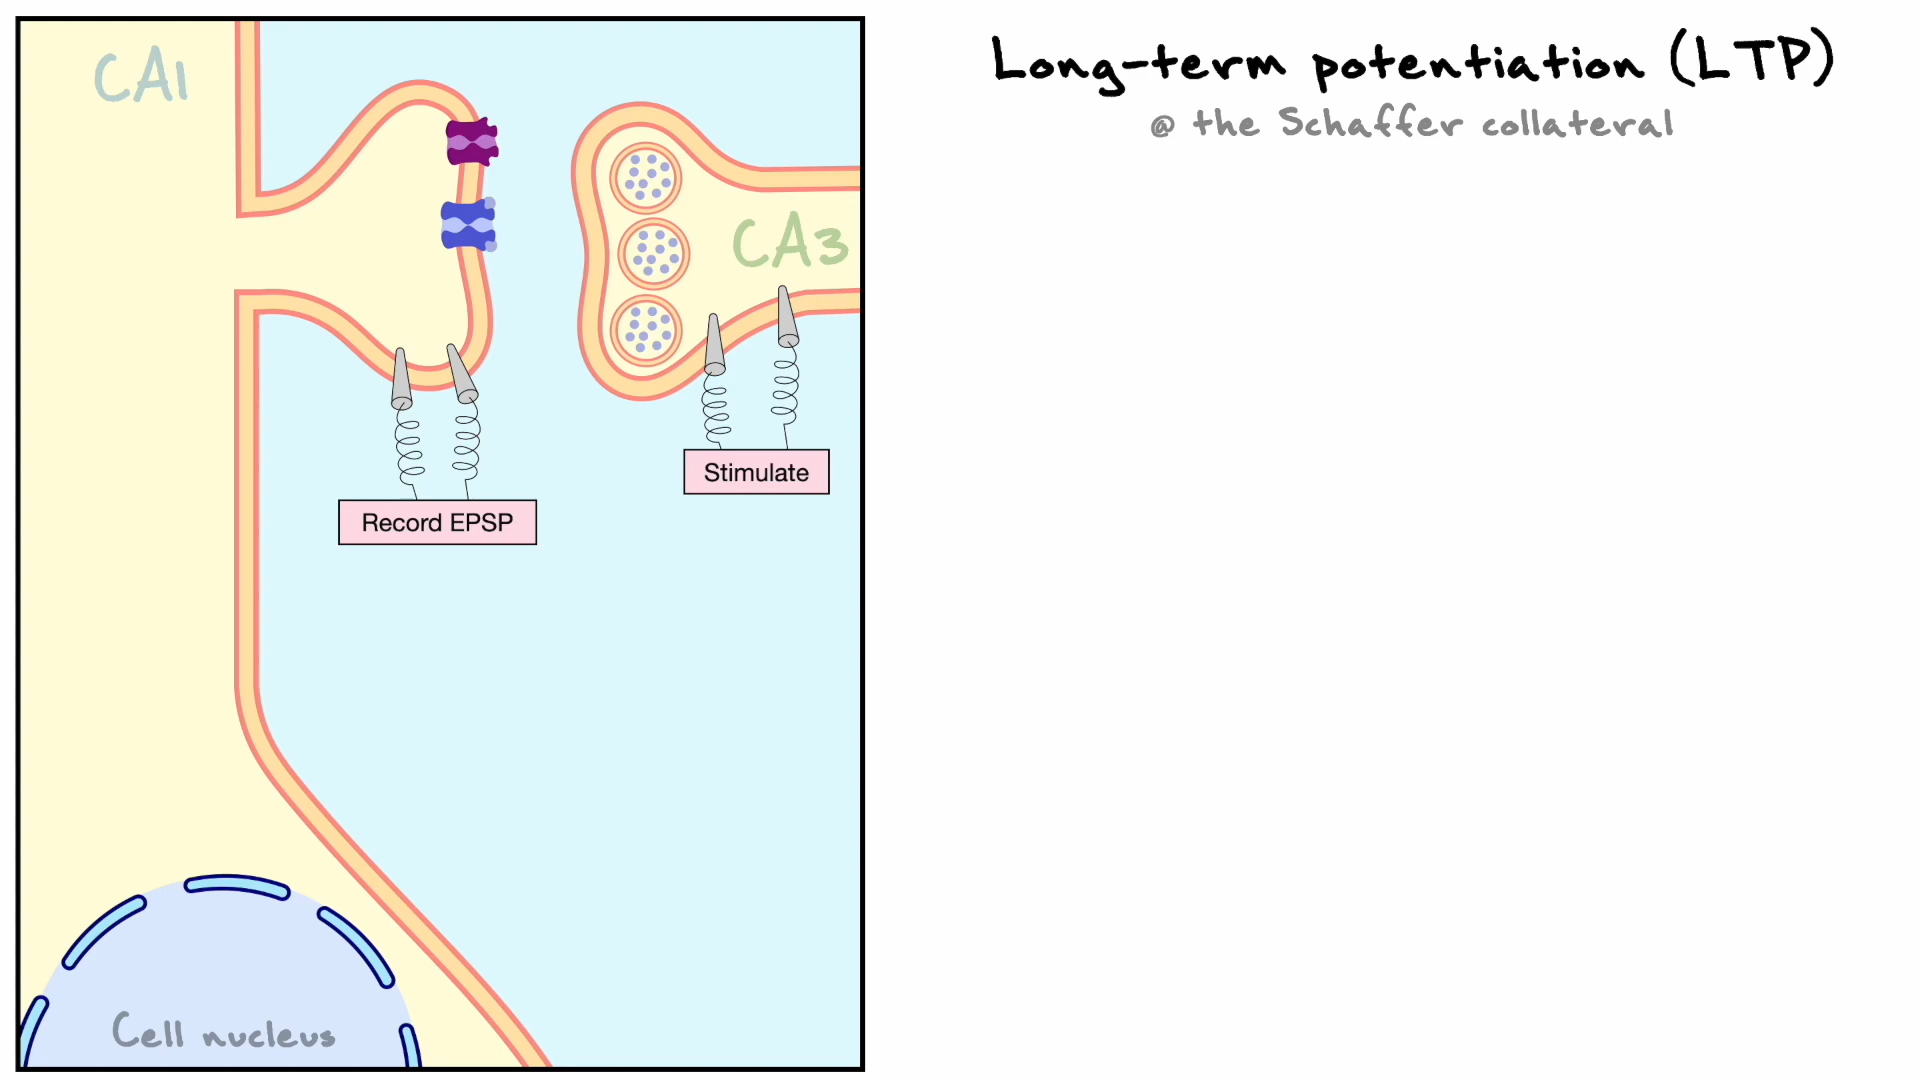 CA1
Long-term potentiation (LTP)
@ the Schaffer collateral
CA3
Stimulate
Record EPSP
Cell nucleus